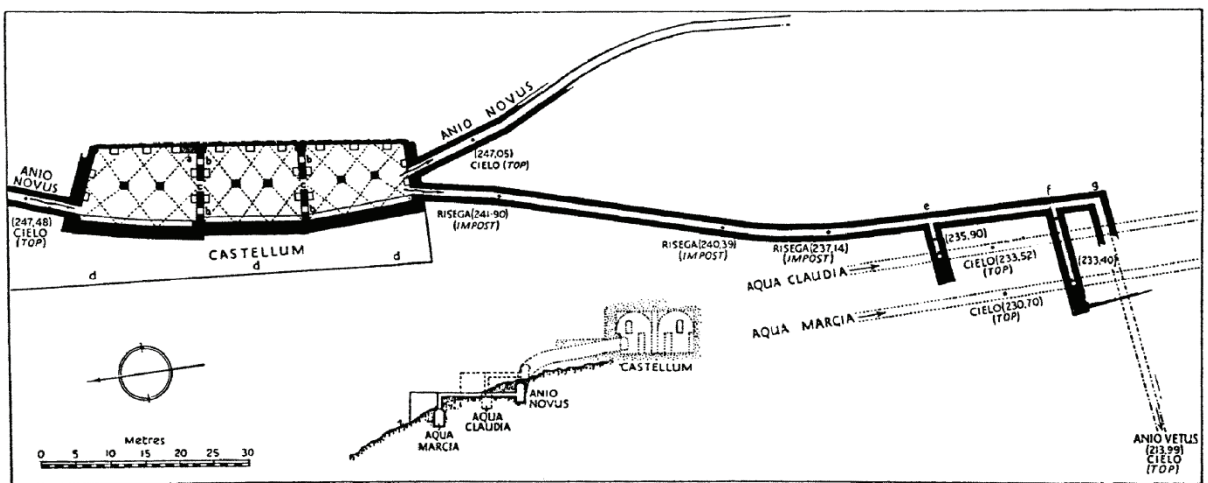 ANIO
NOVUS
(247,48)
CIELO
(TOP)
CASTELLUM
d
d
d
ANIO NOVUS
(247,05)
CIELO (TOP)
RISEGA(241·90)
(IMPOST)
RISEGA(240,39)
(IMPOST)
RISEGA(237,14)
(IMPOST)
e
f
g
(235,90)
(233,40)
AQUA CLAUDIA
CIELO(233,52)
(TOP)
AQUA MARCIA
CIELO(230,70)
(TOP)
ANIO VETUS
(213,99)
CIELO
(TOP)
CASTELLUM
ANIO
NOVUS
AQUA
CLAUDIA
AQUA
MARCIA
Metres
0 5 10 15 20 25 30